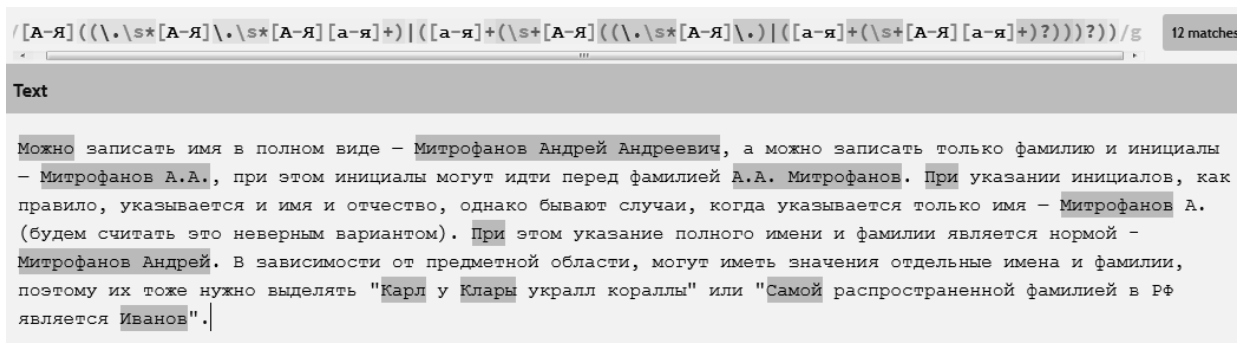 /[А-Я]((\.\s*[А-Я]\.\s*[А-Я][а-я]+)|([а-я]+(\s+[А-Я]((\.\s*[А-Я]\.)|([а-я]+(\s+[А-Я][а-я]+)?)))?))/g 12 matches
Text
Можно записать имя в полном виде — Митрофанов Андрей Андреевич, а можно записать только фамилию и инициалы
— Митрофанов А.А., при этом инициалы могут идти перед фамилией А.А. Митрофанов. При указании инициалов, как
правило, указывается и имя и отчество, однако бывают случаи, когда указывается только имя — Митрофанов А.
(будем считать это неверным вариантом). При этом указание полного имени и фамилии является нормой -
Митрофанов Андрей. В зависимости от предметной области, могут иметь значения отдельные имена и фамилии,
поэтому их тоже нужно выделять "Карл у Клары укралл кораллы" или "Самой распространенной фамилией в РФ
является Иванов".